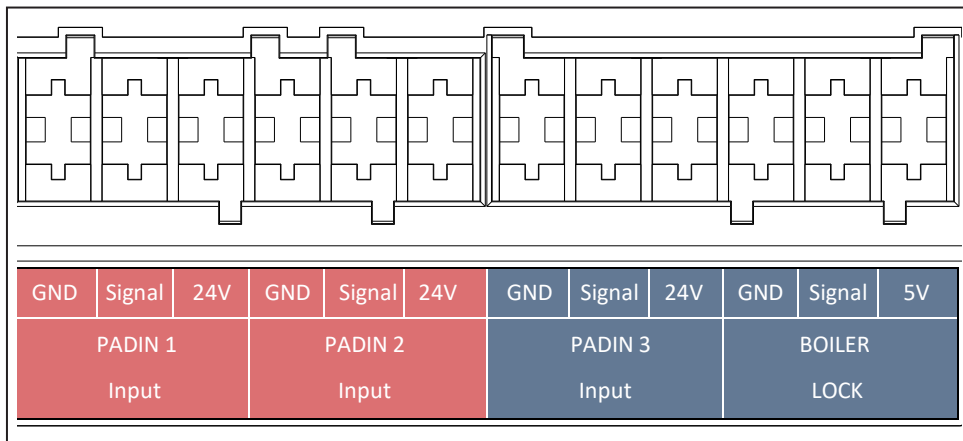 GND Signal 24V GND Signal 24V GND Signal 24V GND Signal 5V
PADIN 1 PADIN 2 PADIN 3 BOILER
Input Input Input LOCK